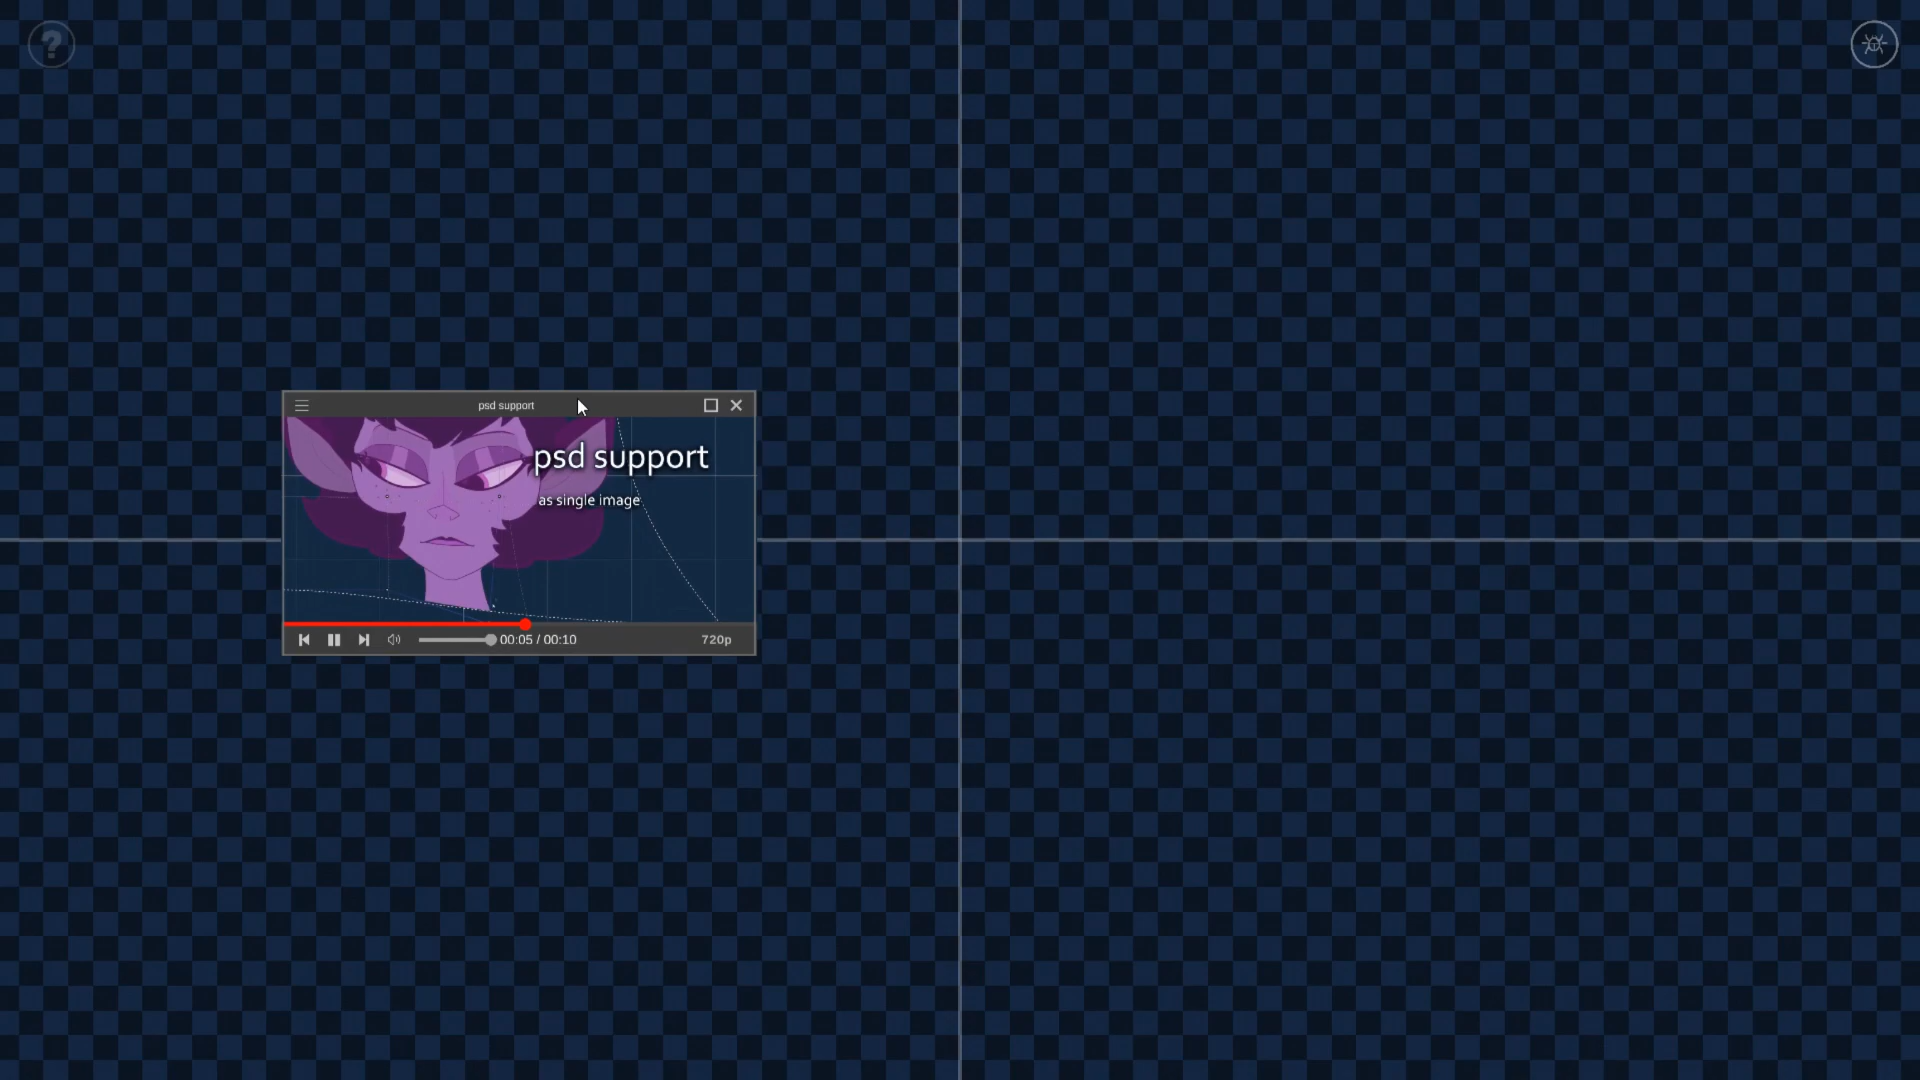 ?
psd support
psd support
as single image
00:05 / 00:10
720p